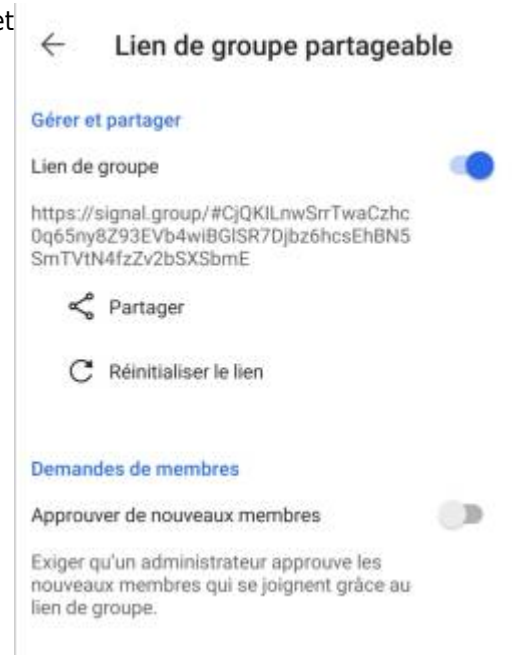 et
Lien de groupe partageable
Gérer et partager
Lien de groupe
https://signal.group/#CjQKILnwSrrTwaCzhc
0q65ny8Z93EVb4wiBGlSR7Djbz6hcsEhBN5
SmTVtN4fzZv2bSXSbmE
Partager
Réinitialiser le lien
Demandes de membres
Approuver de nouveaux membres
Exiger qu'un administrateur approuve les
nouveaux membres qui se joignent grâce au
lien de groupe.